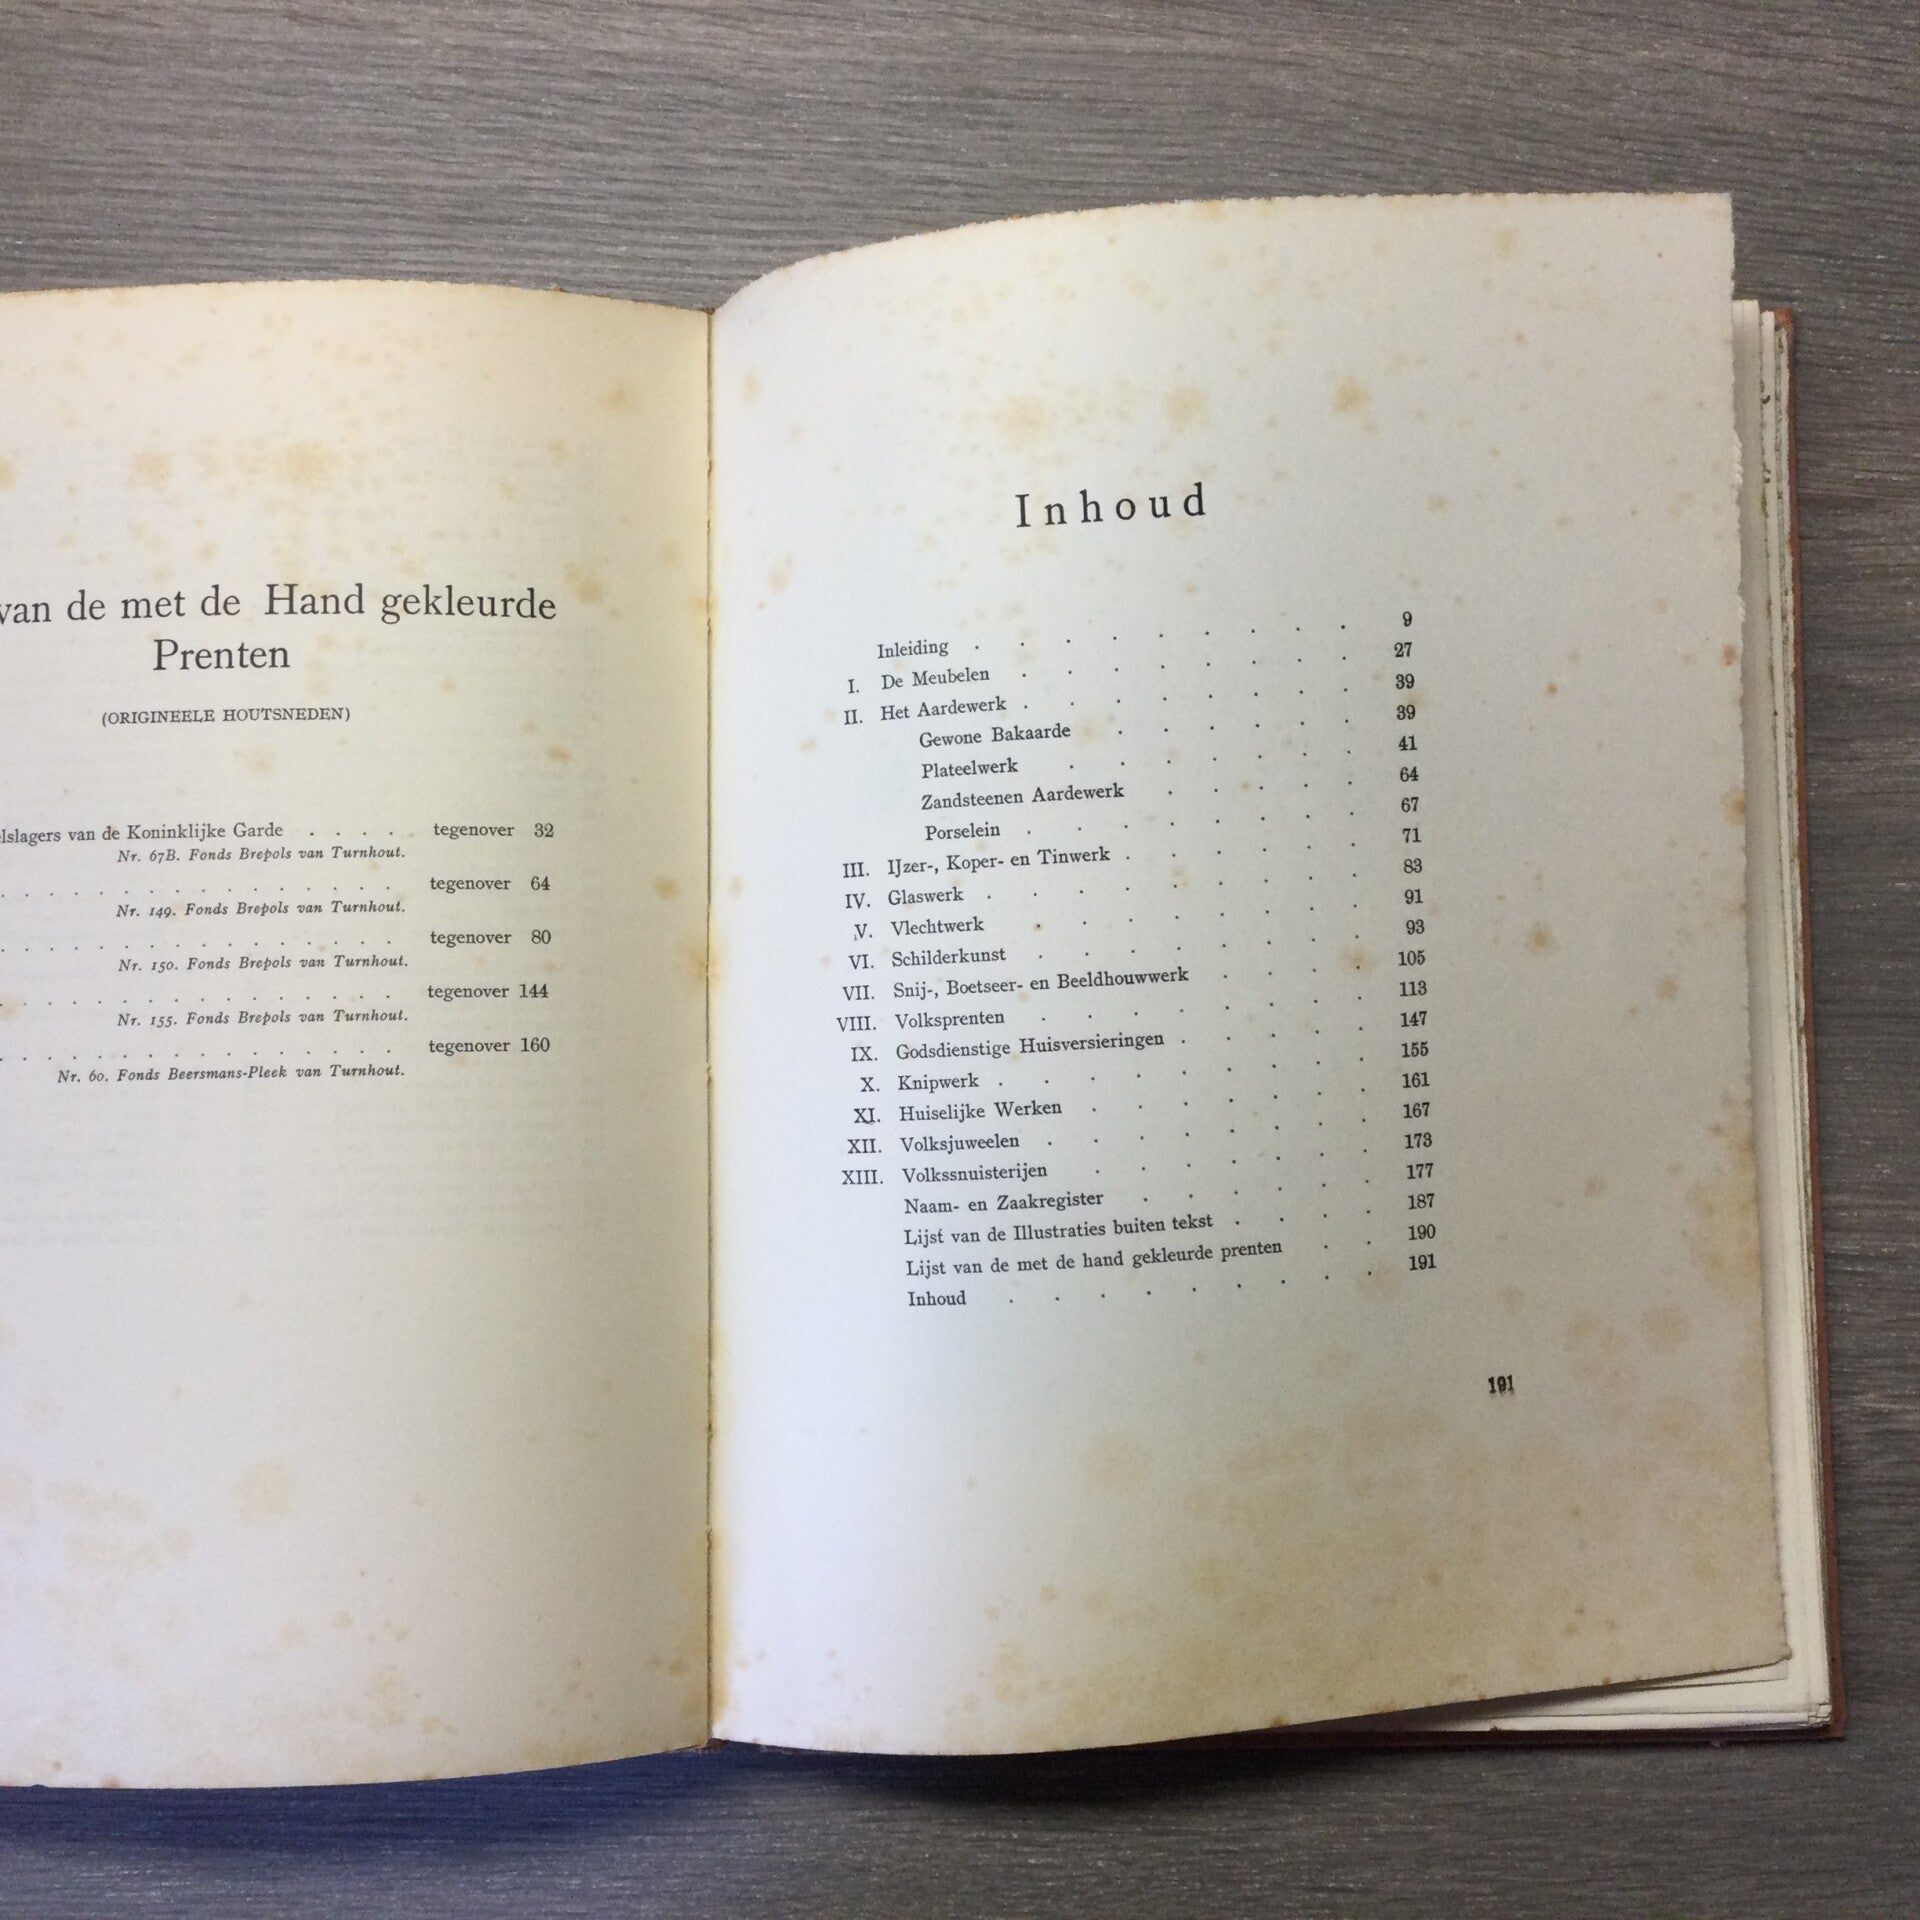 van de met de Hand gekleurde
Prenten
(ORIGINEELE HOUTSNEDEN)
van de Koninklijke Garde . . . . tegenover 32
Nr. 67B. Fonds Brepols van Turnhout.
. . . . . . . . . . . . . . . . tegenover 64
Nr. 149. Fonds Brepols van Turnhout.
. . . . . . . . . . . . . . . . tegenover 80
Nr. 150. Fonds Brepols van Turnhout.
. . . . . . . . . . . . . . . . tegenover 144
Nr. 155. Fonds Brepols van Turnhout.
. . . . . . . . . . . . . . . . tegenover 160
Nr. 60. Fonds Beersmans-Pleek van Turnhout.
Inhoud
Inleiding . . . . . . . . . 9
I. De Meubelen . . . . . . . . 27
II. Het Aardewerk . . . . . . . . 39
Gewone Bakaarde . . . . . . 39
Plateelwerk . . . . . . . 41
Zandsteenen Aardewerk . . . . . 64
Porselein . . . . . . . . 67
III. IJzer-, Koper- en Tinwerk . . . . . . 71
IV. Glaswerk . . . . . . . . . 83
V. Vlechtwerk . . . . . . . . 91
VI. Schilderkunst . . . . . . . . 93
VII. Snij-, Boetseer- en Beeldhouwwerk . . . . 105
VIII. Volksprenten . . . . . . . . 113
IX. Godsdienstige Huisversieringen . . . . . 147
X. Knipwerk . . . . . . . . . 155
XI. Huiselijke Werken . . . . . . . 161
XII. Volksjuweelen . . . . . . . . 167
XIII. Volkssnuisterijen . . . . . . . 173
Naam- en Zaakregister . . . . . . 177
Lijst van de Illustraties buiten tekst . . . . 187
Lijst van de met de hand gekleurde prenten . . 190
Inhoud . . . . . . . . . 191
191